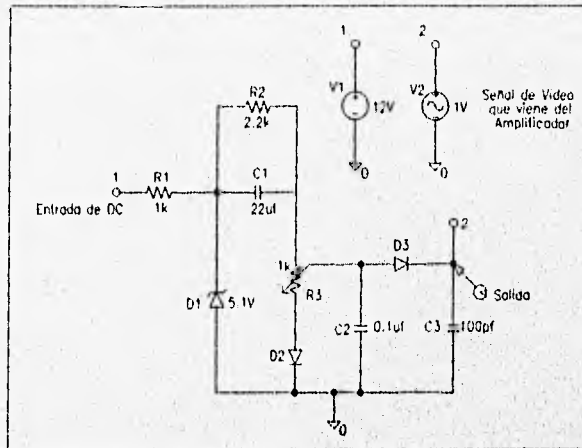 1
2
R2
2.2k
V1
12V
V2
1V
Señal de Video
que viene del
Amplificador
0
0
1
R1
1k
C1
22uf
Entrada de DC
2
1k
D3
R3
Salida
D1
5.1V
C2
0.1uf
C3
100pf
D2
0